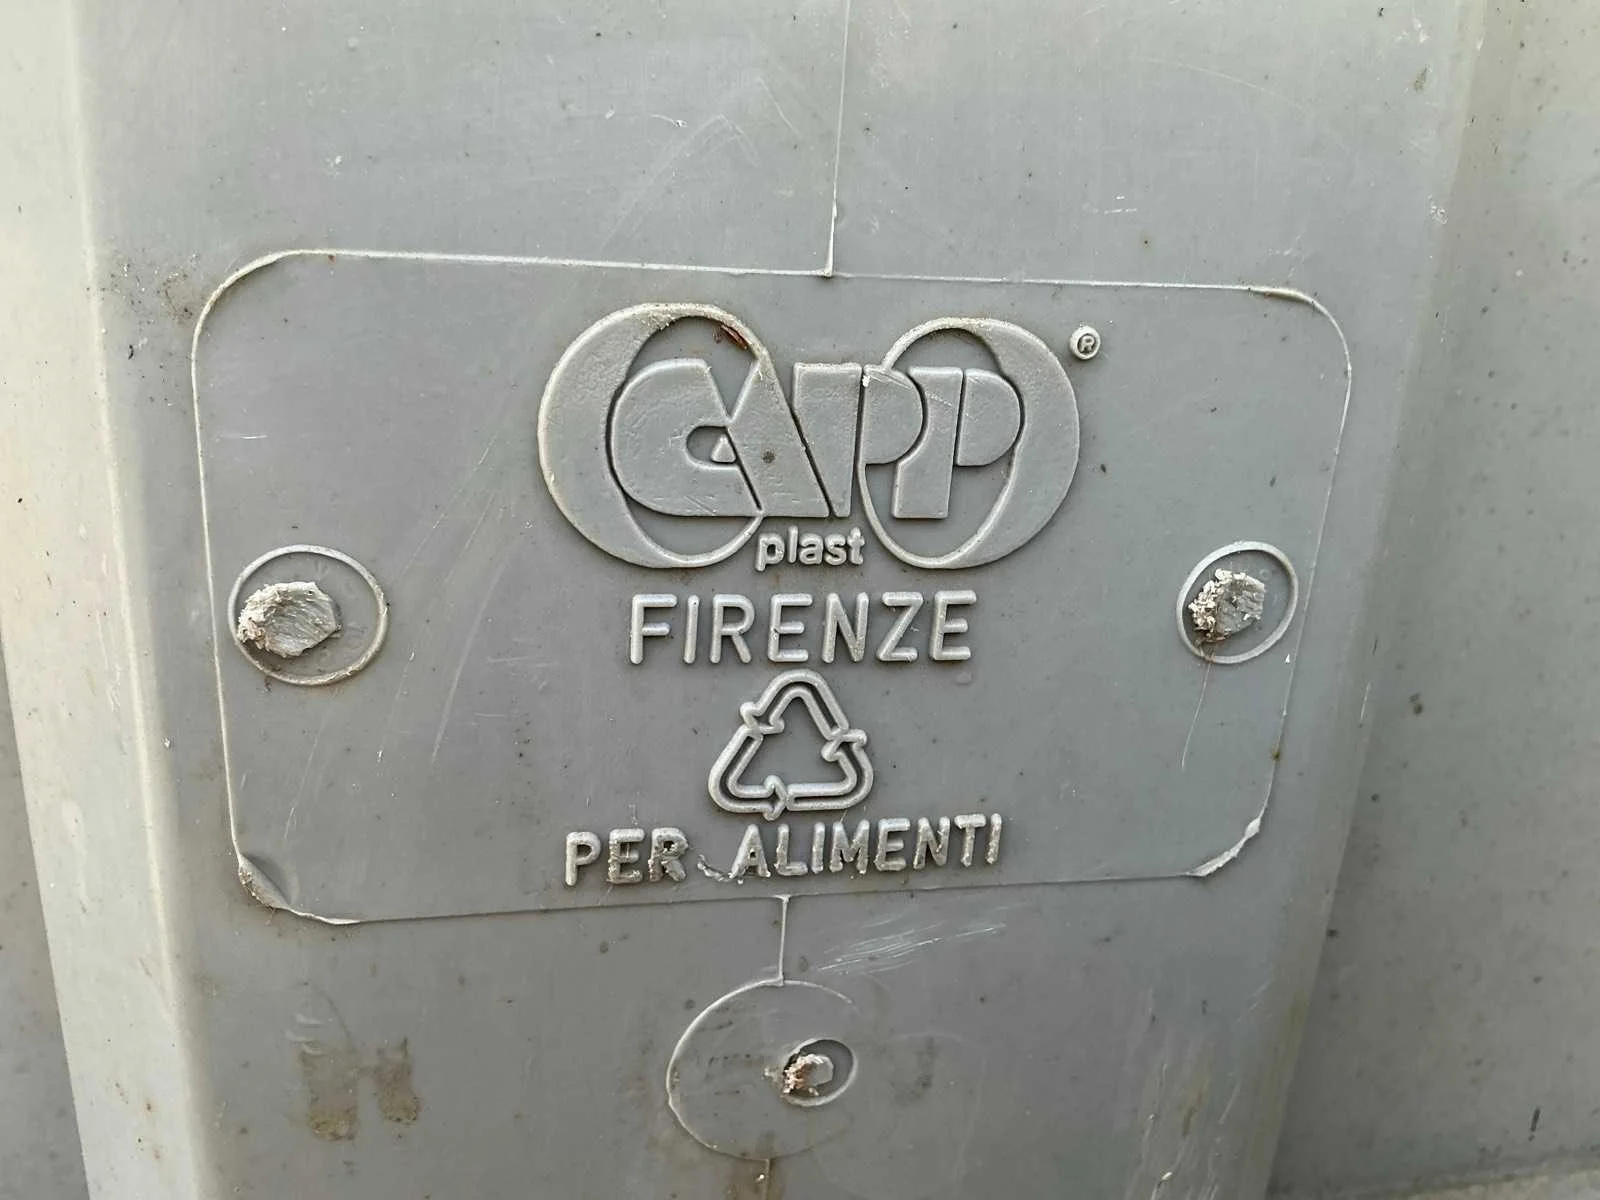 CAPP ®
plast
FIRENZE
PER ALIMENTI